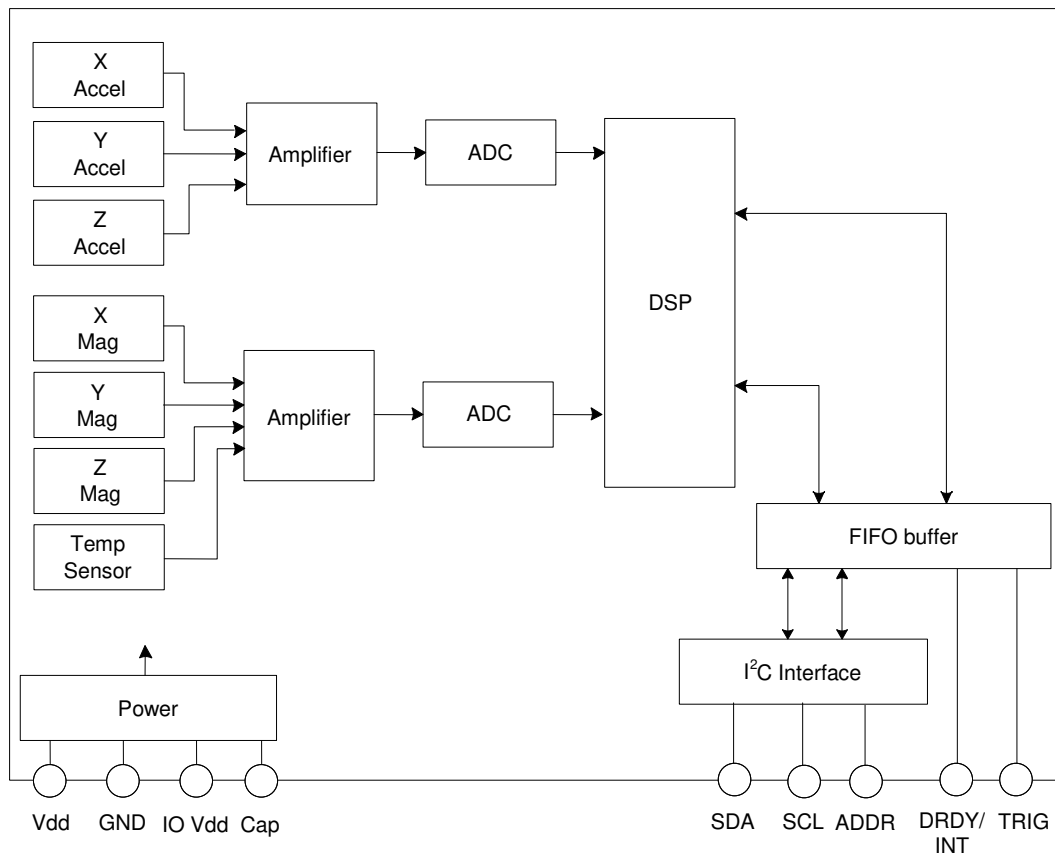 X
Accel
Y
Accel
Z
Accel
Amplifier
ADC
DSP
X
Mag
Y
Mag
Z
Mag
Temp
Sensor
Amplifier
ADC
FIFO buffer
I²C Interface
Power
Vdd
GND
IO Vdd
Cap
SDA
SCL
ADDR
DRDY/
INT
TRIG